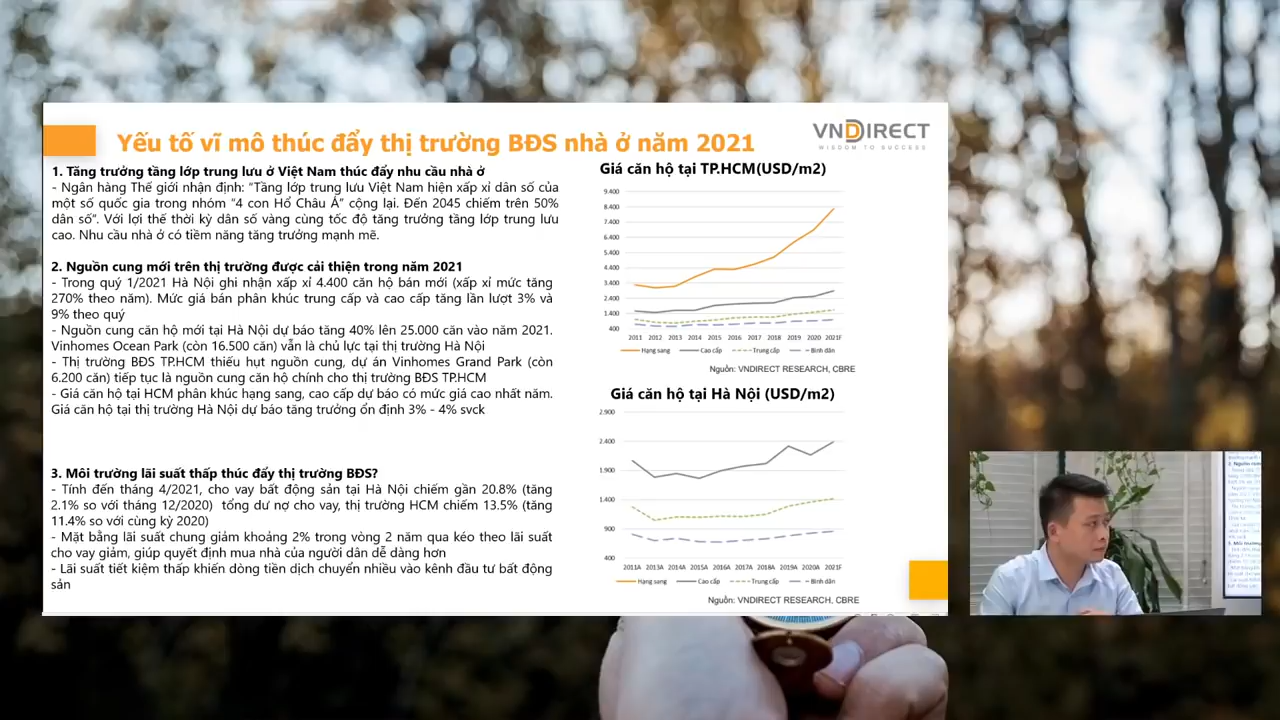 Yếu tố vĩ mô thúc đẩy thị trường BĐS nhà ở năm 2021
VNDIRECT
WISDOM TO SUCCESS
1. Tăng trưởng tầng lớp trung lưu ở Việt Nam thúc đẩy nhu cầu nhà ở
- Ngân hàng Thế giới nhận định: "Tầng lớp trung lưu Việt Nam hiện xấp xỉ dân số của
một số quốc gia trong nhóm "4 con Hổ Châu Á" cộng lại. Đến 2045 chiếm trên 50%
dân số". Với lợi thế thời kỳ dân số vàng cùng tốc độ tăng trưởng tầng lớp trung lưu
cao. Nhu cầu nhà ở có tiềm năng tăng trưởng mạnh mẽ.
2. Nguồn cung mới trên thị trường được cải thiện trong năm 2021
- Trong quý 1/2021 Hà Nội ghi nhận xấp xỉ 4.400 căn hộ bán mới (xấp xỉ mức tăng
270% theo năm). Mức giá bán phân khúc trung cấp và cao cấp tăng lần lượt 3% và
9% theo quý
- Nguồn cung căn hộ mới tại Hà Nội dự báo tăng 40% lên 25.000 căn vào năm 2021.
Vinhomes Ocean Park (còn 16.500 căn) vẫn là chủ lực tại thị trường Hà Nội
- Thị trường BĐS TP.HCM thiếu hụt nguồn cung, dự án Vinhomes Grand Park (còn
6.200 căn) tiếp tục là nguồn cung căn hộ chính cho thị trường BĐS TP.HCM
- Giá căn hộ tại HCM phân khúc hạng sang, cao cấp dự báo có mức giá cao nhất năm.
Giá căn hộ tại thị trường Hà Nội dự báo tăng trưởng ổn định 3% - 4% svck
3. Môi trường lãi suất thấp thúc đẩy thị trường BĐS?
- Tính đến tháng 4/2021, cho vay bất động sản tại Hà Nội chiếm gần 20.8% (tăng
2.1% so với tháng 12/2020) tổng dư nợ cho vay, thị trường HCM chiếm 13.5% (tăng
11.4% so với cùng kỳ 2020)
- Mặt bằng lãi suất chung giảm khoảng 2% trong vòng 2 năm qua kéo theo lãi suất
cho vay giảm, giúp quyết định mua nhà của người dân dễ dàng hơn
- Lãi suất tiết kiệm thấp khiến dòng tiền dịch chuyển nhiều vào kênh đầu tư bất động
sản
Giá căn hộ tại TP.HCM(USD/m2)
9.400
8.400
7.400
6.400
5.400
4.400
3.400
2.400
1.400
400
2011 2012 2013 2014 2015 2016 2017 2018 2019 2020 2021F
Hạng sang Cao cấp Trung cấp Bình dân
Nguồn: VNDIRECT RESEARCH, CBRE
Giá căn hộ tại Hà Nội (USD/m2)
2.900
2.400
1.900
1.400
900
400
2011A 2013A 2014A 2015A 2016A 2017A 2018A 2019A 2020A 2021F
Hạng sang Cao cấp Trung cấp Bình dân
Nguồn: VNDIRECT RESEARCH, CBRE